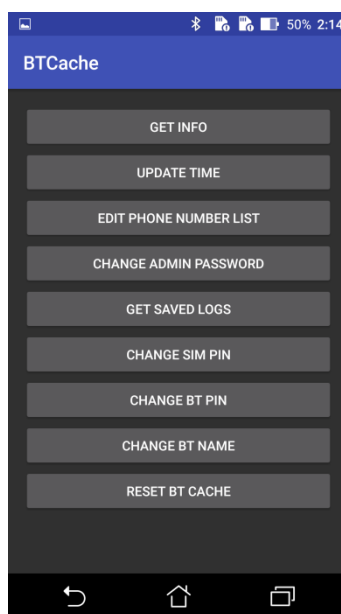 50% 2:14
BTCache
GET INFO
UPDATE TIME
EDIT PHONE NUMBER LIST
CHANGE ADMIN PASSWORD
GET SAVED LOGS
CHANGE SIM PIN
CHANGE BT PIN
CHANGE BT NAME
RESET BT CACHE